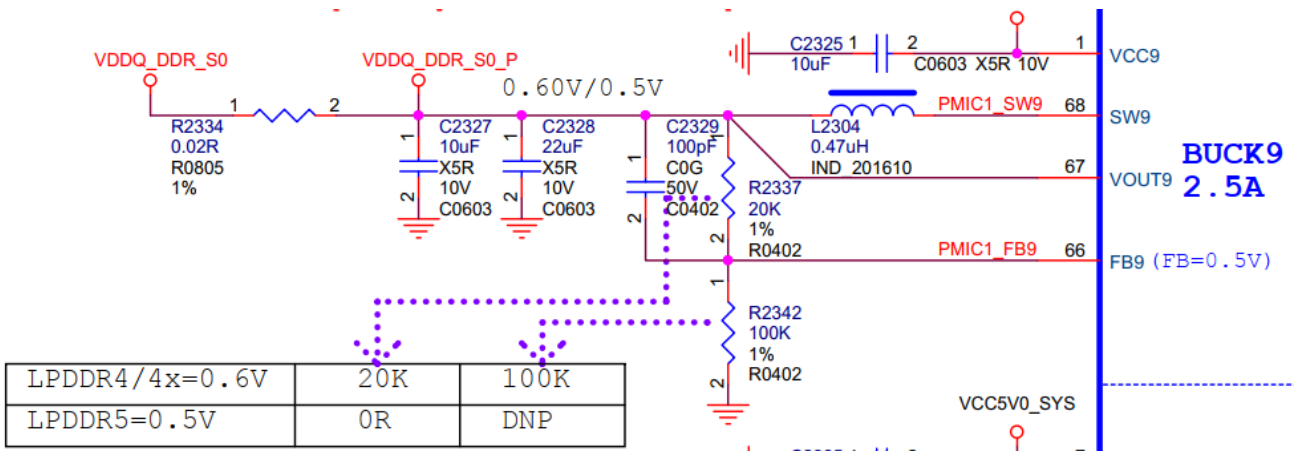 VDDQ_DDR_S0
VDDQ_DDR_S0_P
0.60V/0.5V
C2325 1 2
10uF
C0603 X5R 10V
1
VCC9
1 2
R2334
0.02R
R0805
1%
1
C2327
10uF
X5R
10V
2
C0603
1
C2328
22uF
X5R
10V
2
C0603
1
C2329
100pF
C0G
50V
2
C0402
1
R2337
20K
1%
2
R0402
L2304
0.47uH
IND_201610
PMIC1_SW9
68
SW9
67
VOUT9
BUCK9
2.5A
PMIC1_FB9
66
FB9 (FB=0.5V)
1
R2342
100K
1%
2
R0402
LPDDR4/4x=0.6V 20K 100K
LPDDR5=0.5V 0R DNP
VCC5V0_SYS